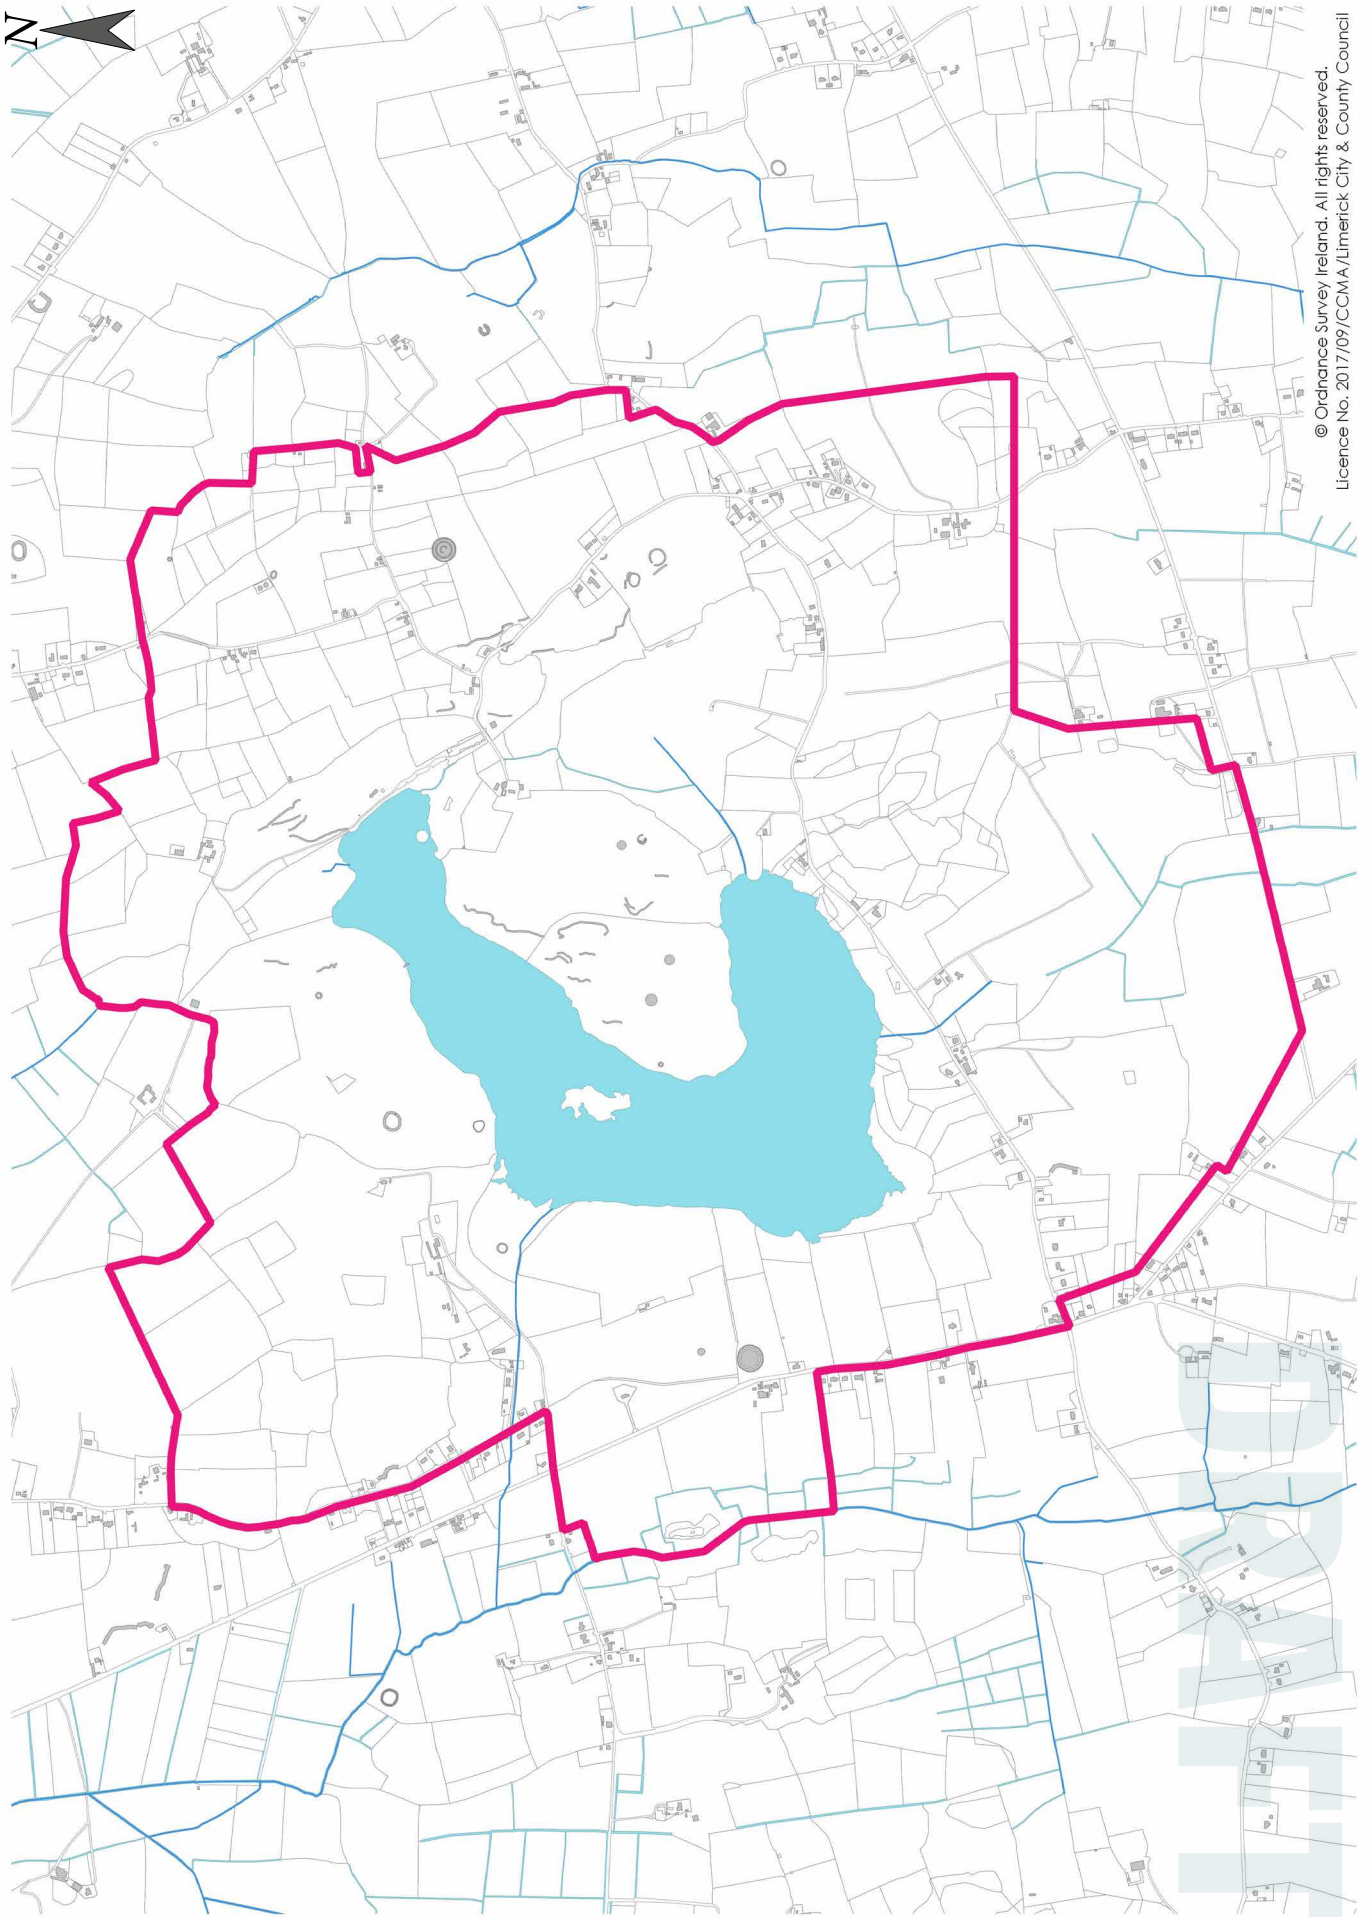 N
© Ordnance Survey Ireland. All rights reserved.
Licence No. 2017/09/CCMA/Limerick City & County Council
DRAFT